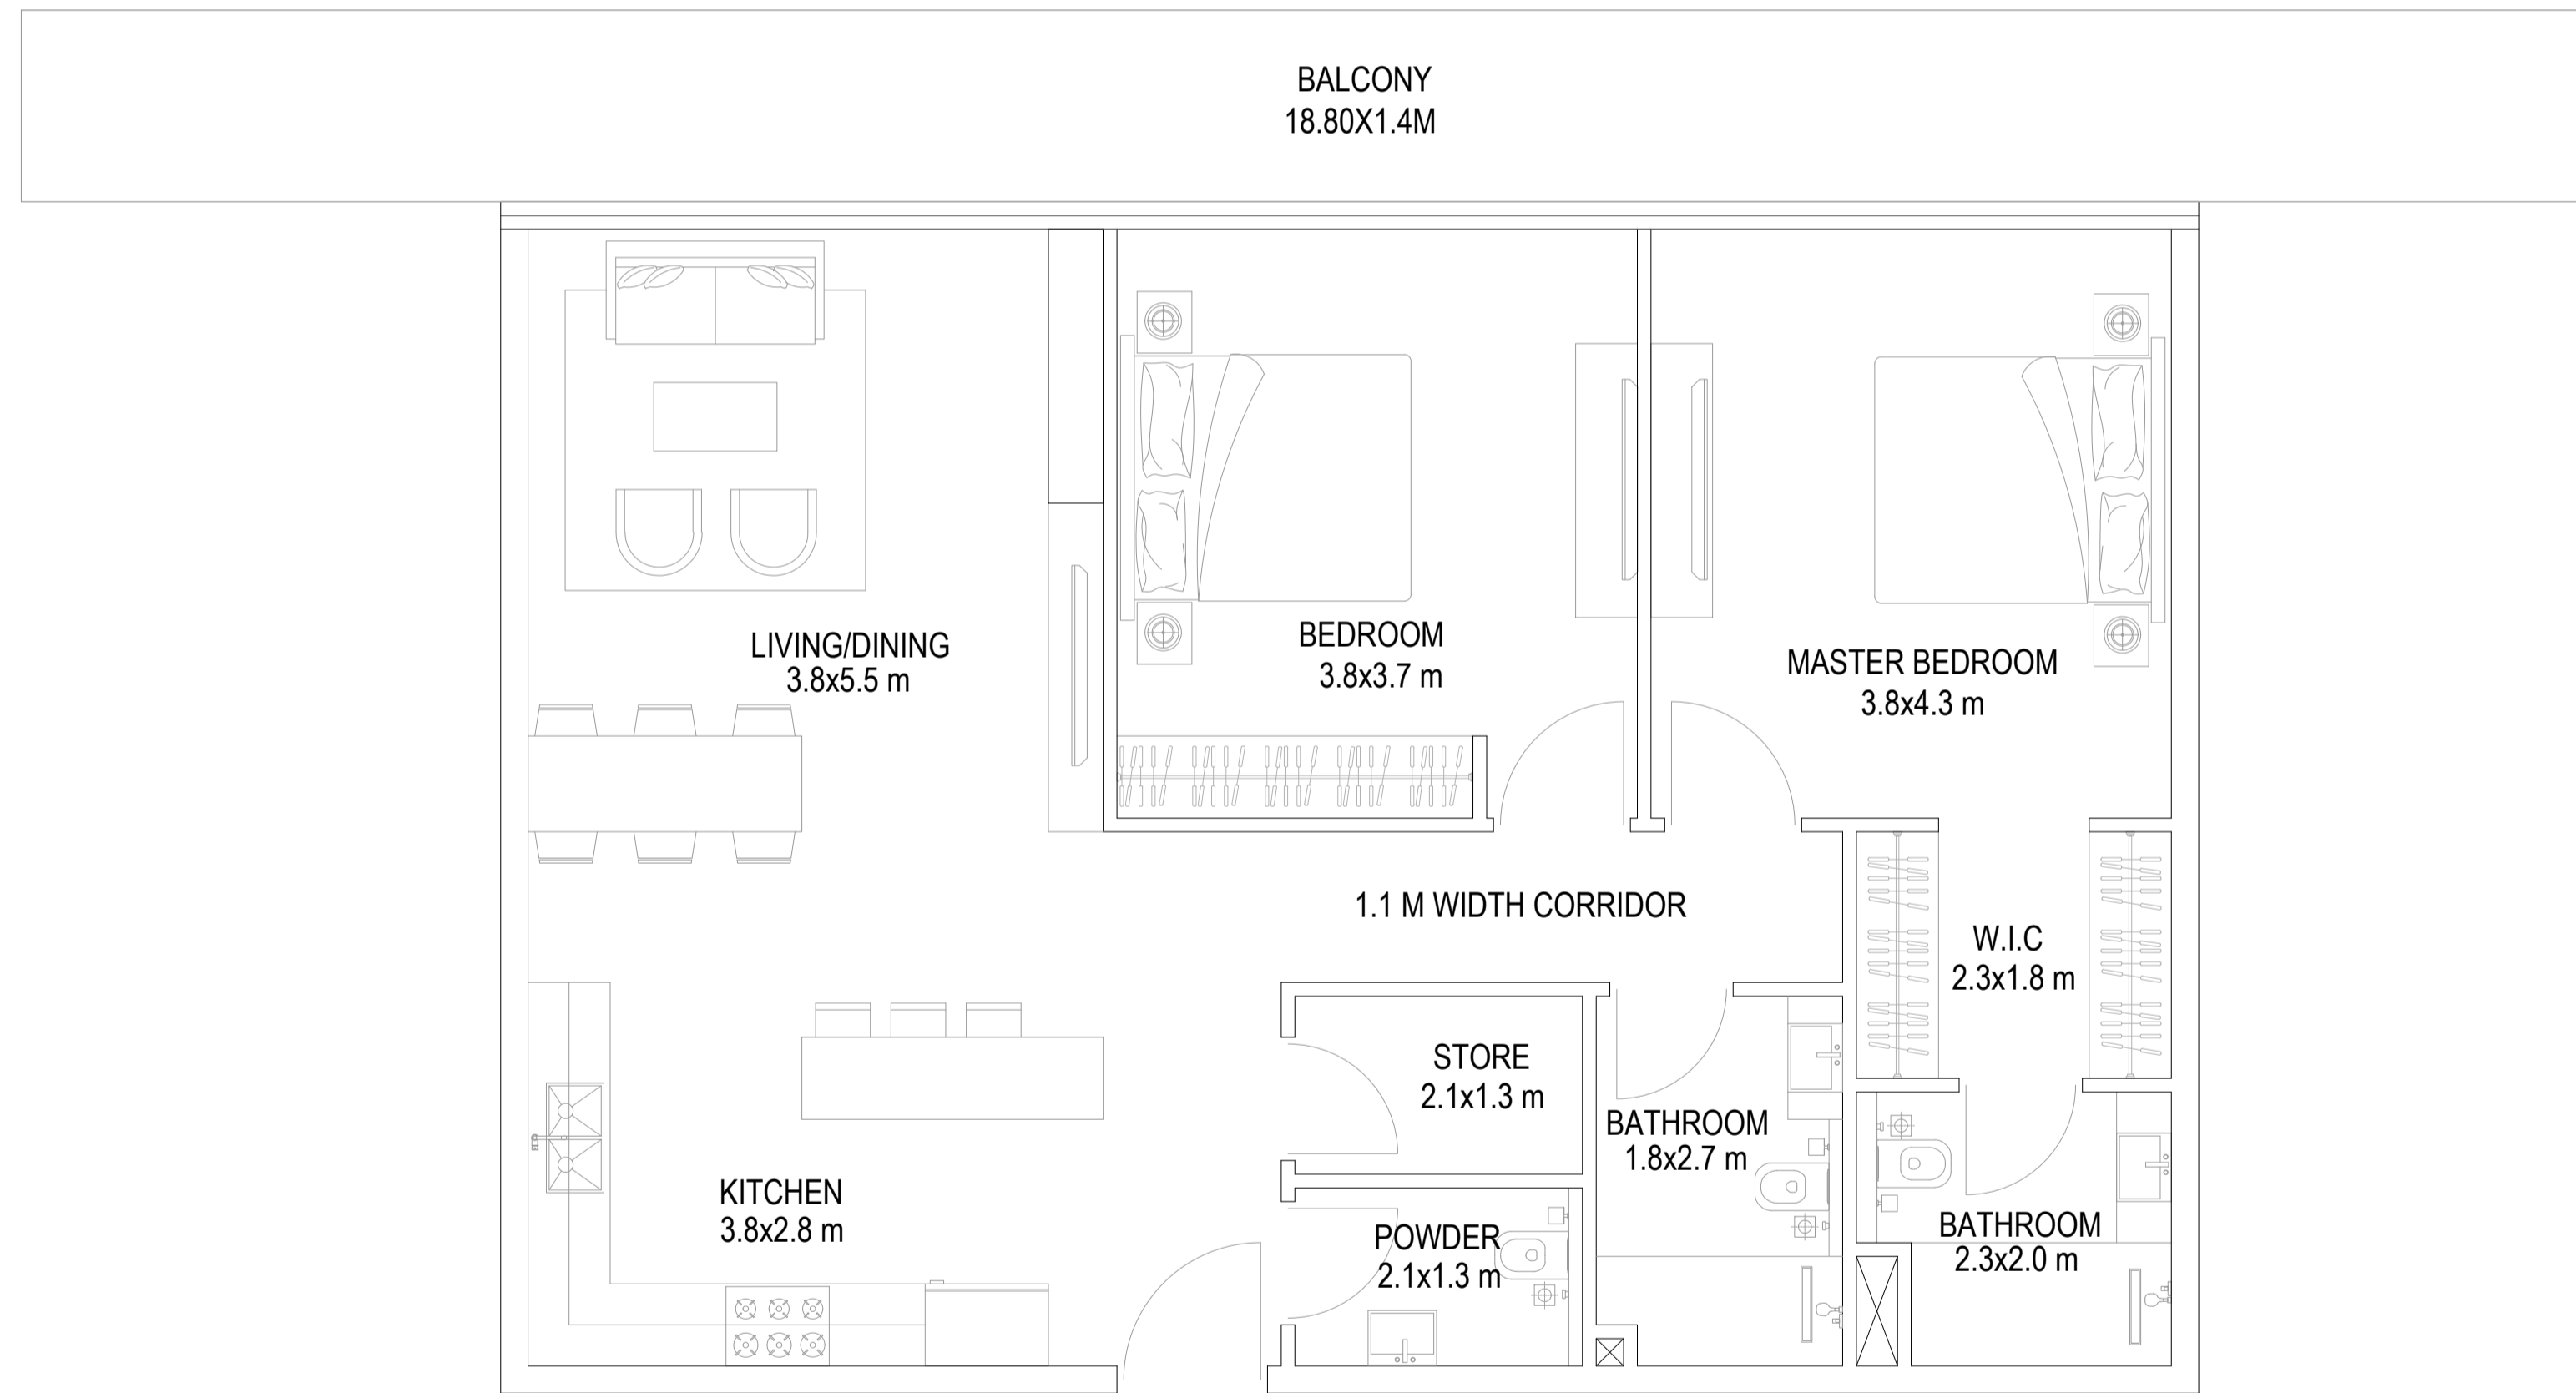 BALCONY
18.80X1.4M
LIVING/DINING
3.8x5.5 m
BEDROOM
3.8x3.7 m
MASTER BEDROOM
3.8x4.3 m
1.1 M WIDTH CORRIDOR
W.I.C
2.3x1.8 m
STORE
2.1x1.3 m
BATHROOM
1.8x2.7 m
KITCHEN
3.8x2.8 m
POWDER
2.1x1.3 m
BATHROOM
2.3x2.0 m